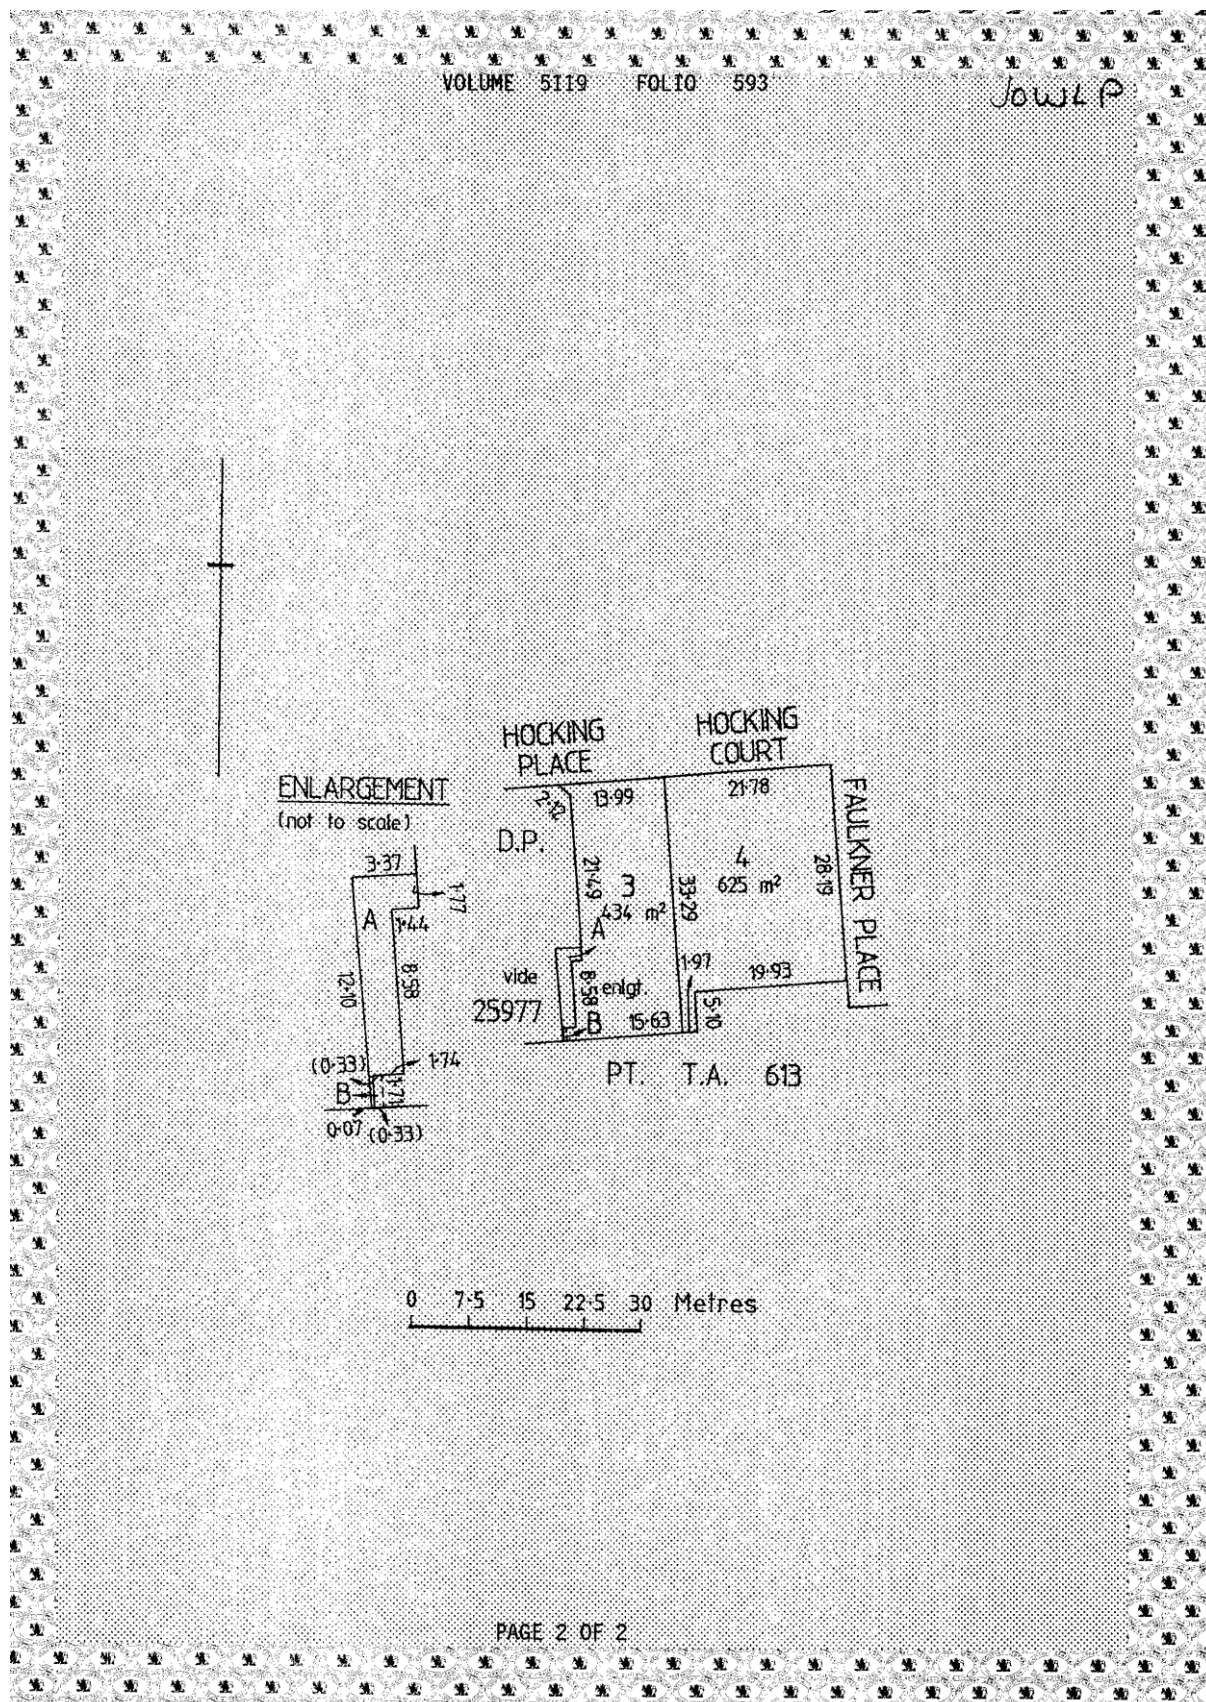 VOLUME 5119 FOLIO 593
JOWLP
HOCKING
PLACE
HOCKING
COURT
ENLARGEMENT
(not to scale)
2·12
13·99
21·78
FAULKNER PLACE
D.P.
3·37
21·49
3
434 m²
33·29
4
625 m²
28·19
1·77
A
1·44
A
12·10
8·58
vide
25977
8·58
enlgt.
1·97
19·93
B
15·63
5·10
(0·33)
1·74
PT. T.A. 613
B
1·71
0·07
(0·33)
0 7·5 15 22·5 30 Metres
PAGE 2 OF 2